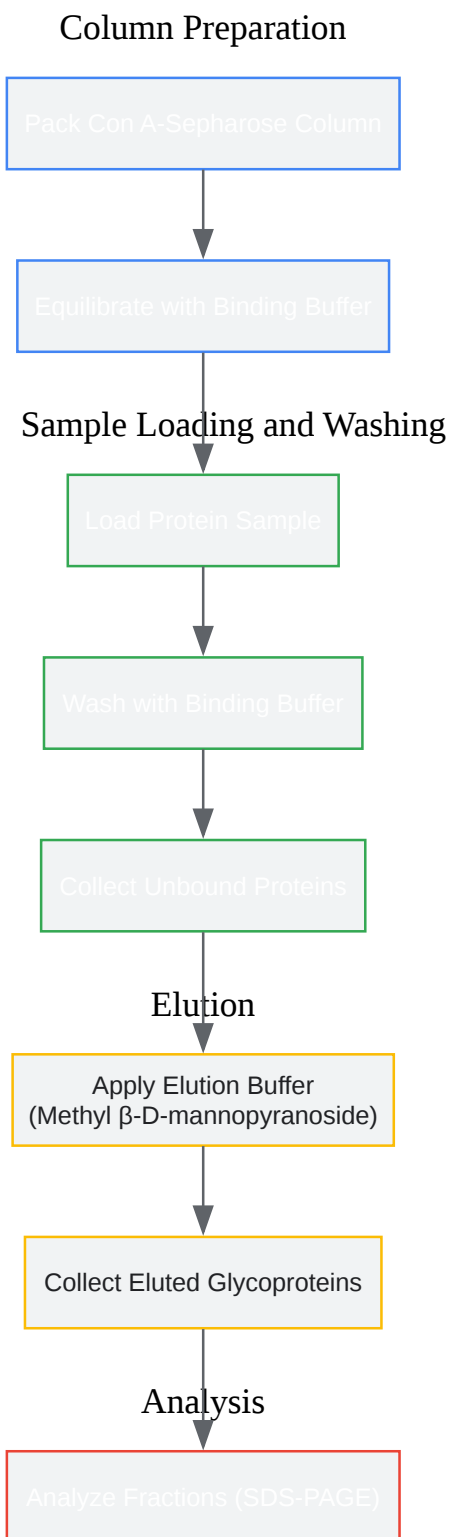 Column Preparation
Pack Con A-Sepharose Column
Equilibrate with Binding Buffer
Sample Loading and Washing
Load Protein Sample
Wash with Binding Buffer
Collect Unbound Proteins
Elution
Apply Elution Buffer
(Methyl β-D-mannopyranoside)
Collect Eluted Glycoproteins
Analysis
Analyze Fractions (SDS-PAGE)